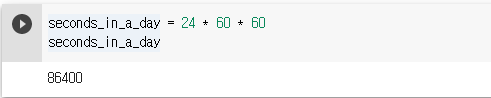 seconds_in_a_day = 24 * 60 * 60
seconds_in_a_day
86400